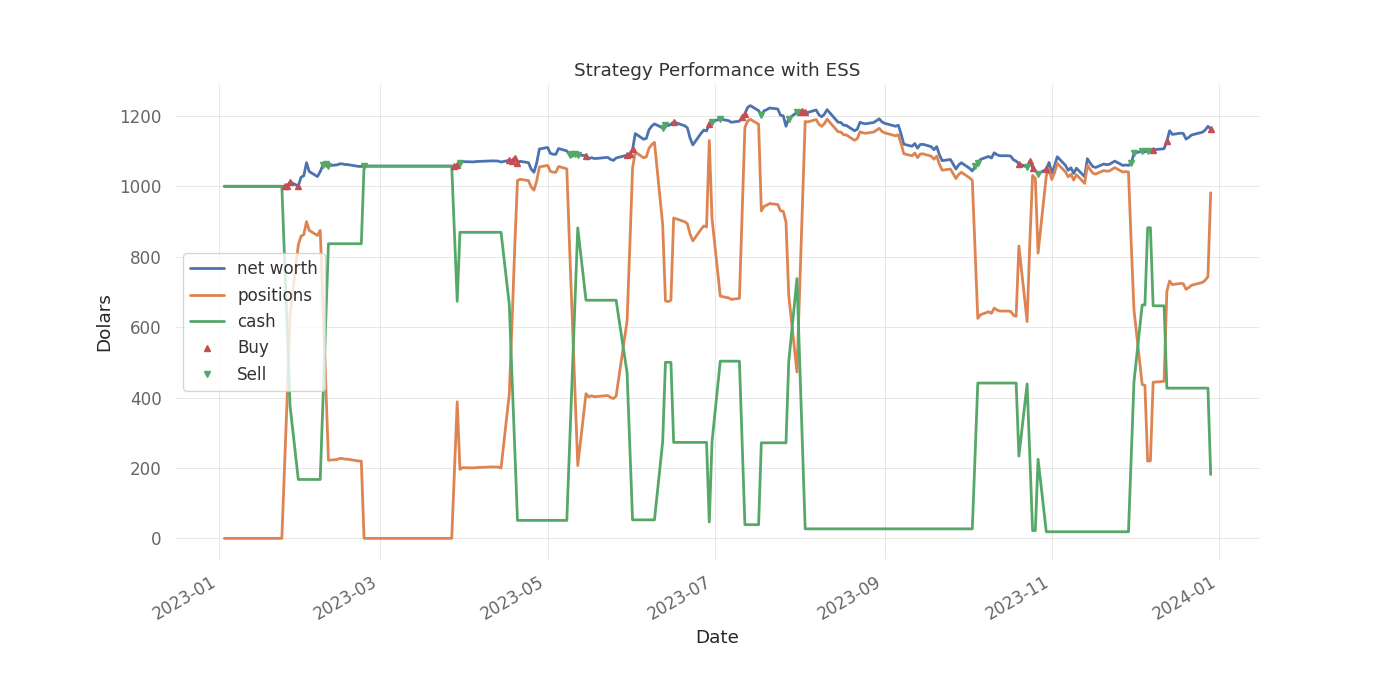 Strategy Performance with ESS
Dolars
1200
1000
800
600
400
200
0
net worth
positions
cash
Buy
Sell
2023-01
2023-03
2023-05
2023-07
2023-09
2023-11
2024-01
Date